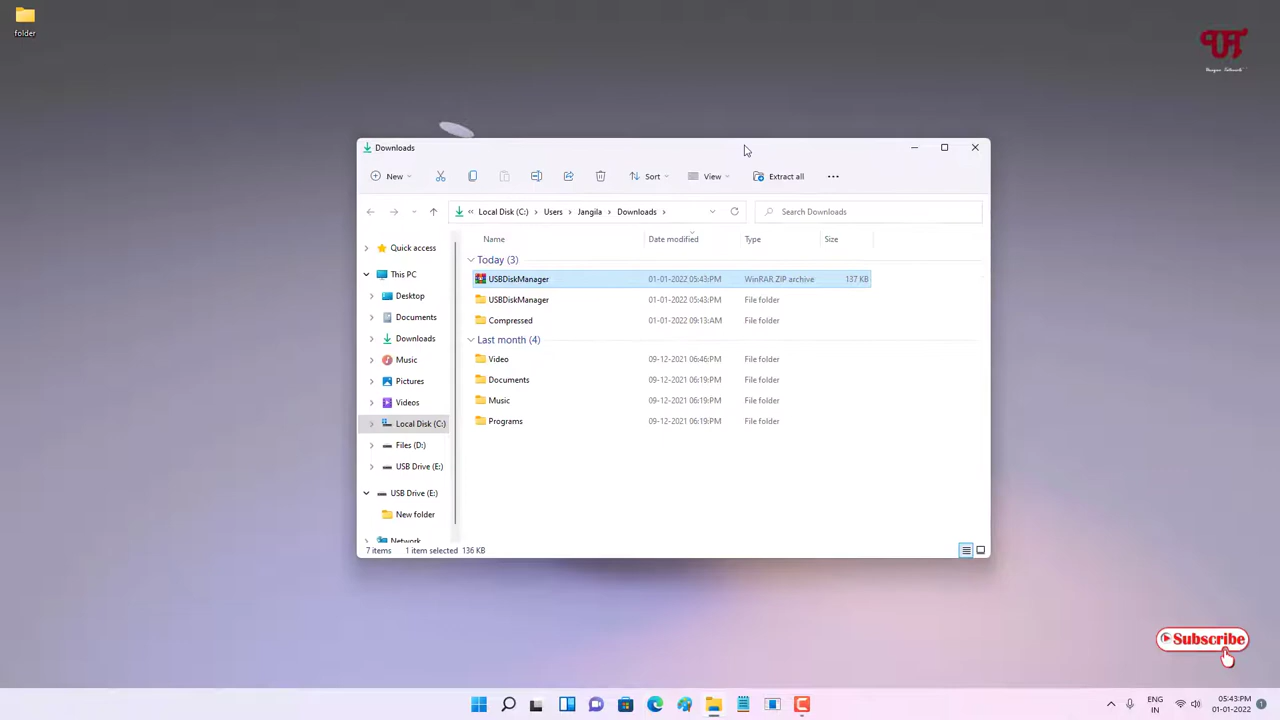 folder
UT
Downloads
New
Sort
View
Extract all
Local Disk (C:) > Users > Jangila > Downloads >
Search Downloads
Name
Date modified
Type
Size
Quick access
This PC
Desktop
Documents
Downloads
Music
Pictures
Videos
Local Disk (C:)
Files (D:)
USB Drive (E:)
USB Drive (E:)
New folder
Network
Today (3)
USBDiskManager 01-01-2022 05:43:PM WinRAR ZIP archive 137 KB
USBDiskManager 01-01-2022 05:43:PM File folder
Compressed 01-01-2022 09:13:AM File folder
Last month (4)
Video 09-12-2021 06:46:PM File folder
Documents 09-12-2021 06:19:PM File folder
Music 09-12-2021 06:19:PM File folder
Programs 09-12-2021 06:19:PM File folder
7 items 1 item selected 136 KB
Subscribe
ENG
IN
05:43:PM
01-01-2022